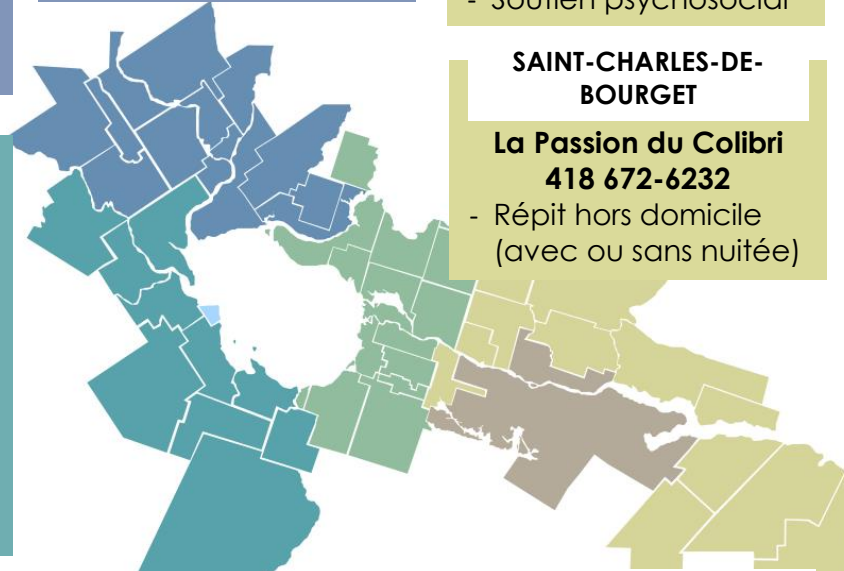 - Soutien psychosocial
SAINT-CHARLES-DE-
BOURGET
La Passion du Colibri
418 672-6232
- Répit hors domicile
(avec ou sans nuitée)